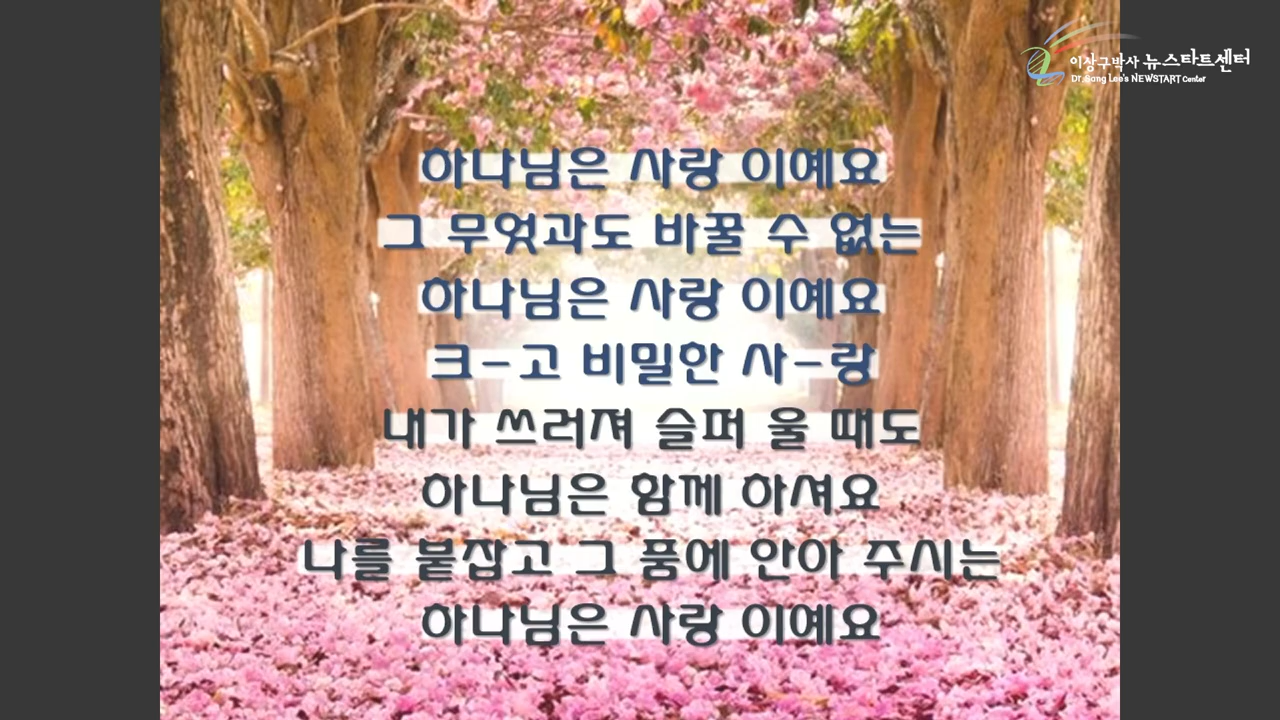 이상구박사 뉴스타트센터
Dr.Sang Lee's NEWSTART Center
하나님은 사랑 이예요
그 무엇과도 바꿀 수 없는
하나님은 사랑 이예요
크-고 비밀한 사-랑
내가 쓰러져 슬퍼 울 때도
하나님은 함께 하셔요
나를 붙잡고 그 품에 안아 주시는
하나님은 사랑 이예요